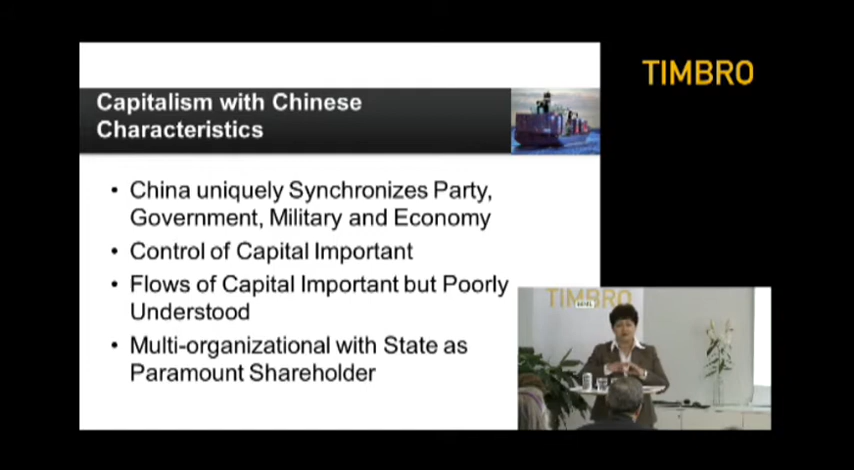 TIMBRO
Capitalism with Chinese
Characteristics
• China uniquely Synchronizes Party,
Government, Military and Economy
• Control of Capital Important
• Flows of Capital Important but Poorly
Understood
• Multi-organizational with State as
Paramount Shareholder
TIMBRO